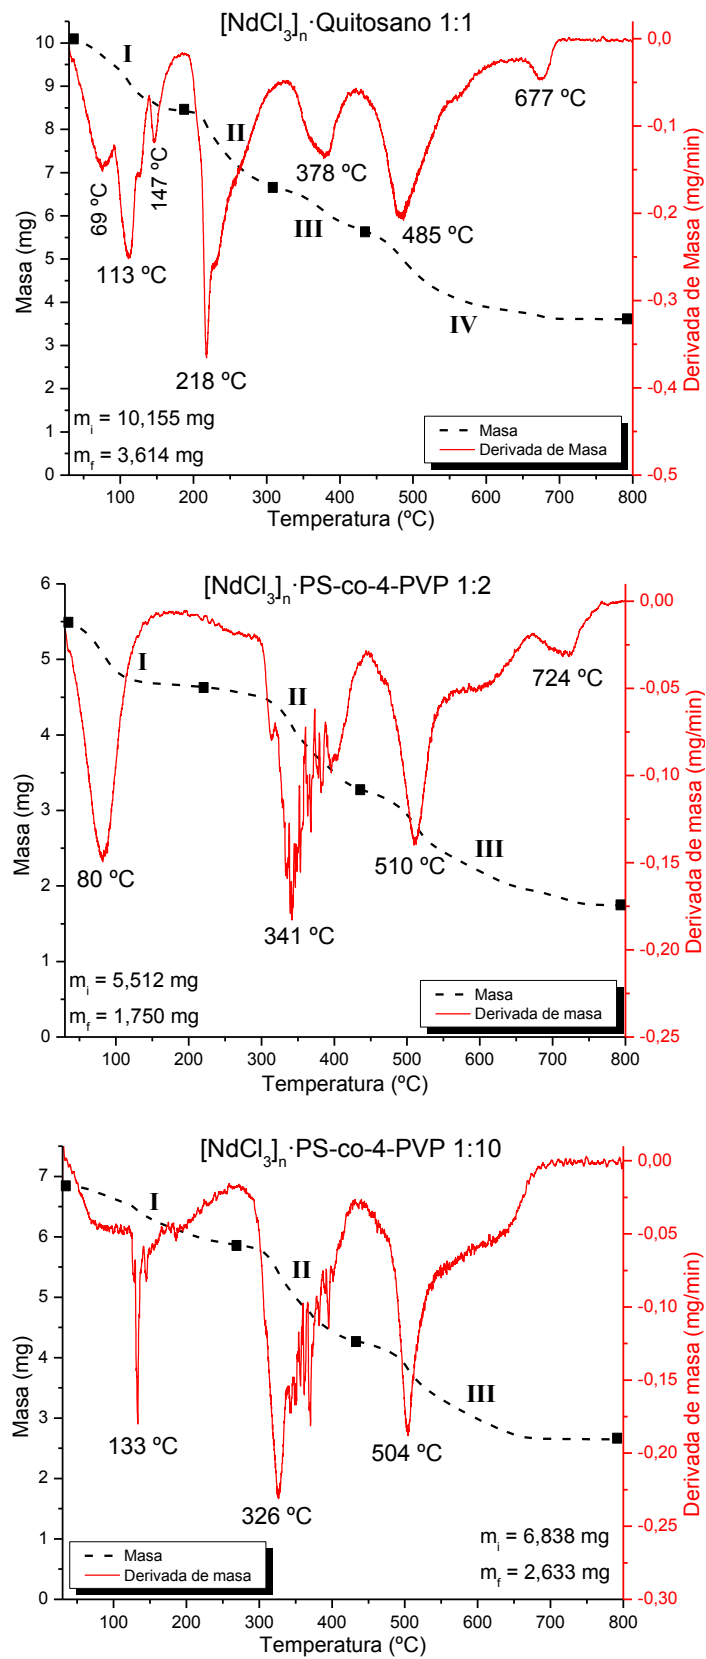 [NdCl3]n·Quitosano 1:1
10
9
8
7
6
5
4
3
2
1
0
Masa (mg)
0,0
-0,1
-0,2
-0,3
-0,4
-0,5
Derivada de Masa (mg/min)
I
II
III
IV
69 ºC
113 ºC
147 ºC
218 ºC
378 ºC
485 ºC
677 ºC
mi = 10,155 mg
mf = 3,614 mg
Masa
Derivada de Masa
100 200 300 400 500 600 700 800
Temperatura (ºC)
[NdCl3]n·PS-co-4-PVP 1:2
6
5
4
3
2
1
0
Masa (mg)
0,00
-0,05
-0,10
-0,15
-0,20
-0,25
Derivada de masa (mg/min)
I
II
III
80 ºC
341 ºC
510 ºC
724 ºC
mi = 5,512 mg
mf = 1,750 mg
Masa
Derivada de masa
100 200 300 400 500 600 700 800
Temperatura (ºC)
[NdCl3]n·PS-co-4-PVP 1:10
7
6
5
4
3
2
1
0
Masa (mg)
0,00
-0,05
-0,10
-0,15
-0,20
-0,25
-0,30
Derivada de masa (mg/min)
I
II
III
133 ºC
326 ºC
504 ºC
mi = 6,838 mg
mf = 2,633 mg
Masa
Derivada de masa
100 200 300 400 500 600 700 800
Temperatura (ºC)